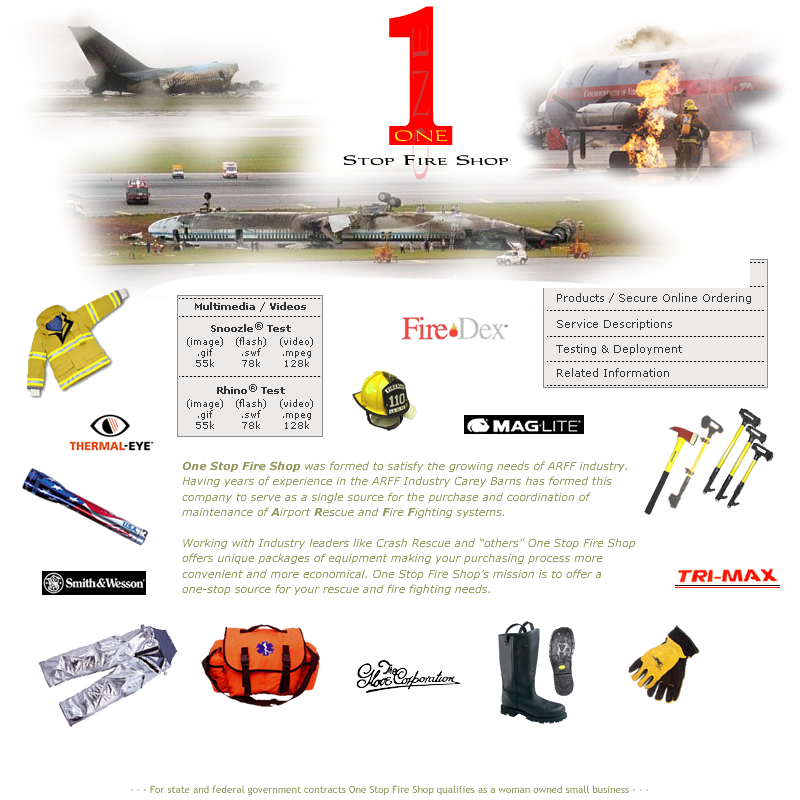 ONE
ONE
STOP FIRE SHOP
Multimedia / Videos
Snoozle® Test
(image) (flash) (video)
.gif .swf .mpeg
55k 78k 128k
Rhino® Test
(image) (flash) (video)
.gif .swf .mpeg
55k 78k 128k
Fire Dex
Products / Secure Online Ordering
Service Descriptions
Testing & Deployment
Related Information
110
THERMAL-EYE
MAG-LITE®
One Stop Fire Shop was formed to satisfy the growing needs of ARFF industry.
Having years of experience in the ARFF Industry Carey Barns has formed this
company to serve as a single source for the purchase and coordination of
maintenance of Airport Rescue and Fire Fighting systems.
USA
Working with Industry leaders like Crash Rescue and “others” One Stop Fire Shop
offers unique packages of equipment making your purchasing process more
convenient and more economical. One Stop Fire Shop’s mission is to offer a
one-stop source for your rescue and fire fighting needs.
Smith&Wesson
TRI-MAX
The Glove Corporation
- - - For state and federal government contracts One Stop Fire Shop qualifies as a woman owned small business - - -